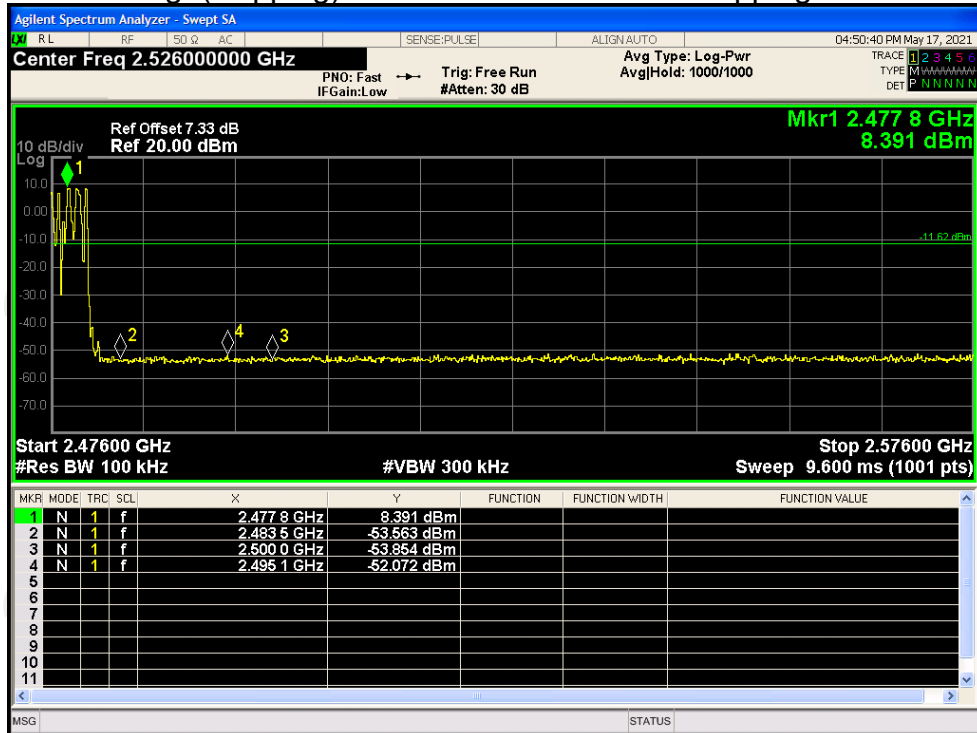 Agilent Spectrum Analyzer - Swept SA
LXI RL RF 50 Ω AC SENSE:PULSE ALIGN AUTO 04:50:40 PM May 17, 2021
Center Freq 2.526000000 GHz
PNO: Fast Trig: Free Run Avg Type: Log-Pwr TRACE 1 2 3 4 5 6
IFGain:Low #Atten: 30 dB Avg|Hold: 1000/1000 TYPE M
DET P N N N N N
Mkr1 2.477 8 GHz
8.391 dBm
Ref Offset 7.33 dB
10 dB/div Ref 20.00 dBm
Log
1
10.0
0.00
-10.0
-11.62 dBm
-20.0
-30.0
-40.0
2 4 3
-50.0
-60.0
-70.0
Start 2.47600 GHz Stop 2.57600 GHz
#Res BW 100 kHz #VBW 300 kHz Sweep 9.600 ms (1001 pts)
MKR MODE TRC SCL X Y FUNCTION FUNCTION WIDTH FUNCTION VALUE
1 N 1 f 2.477 8 GHz 8.391 dBm
2 N 1 f 2.483 5 GHz -53.563 dBm
3 N 1 f 2.500 0 GHz -53.854 dBm
4 N 1 f 2.495 1 GHz -52.072 dBm
5
6
7
8
9
10
11
MSG STATUS